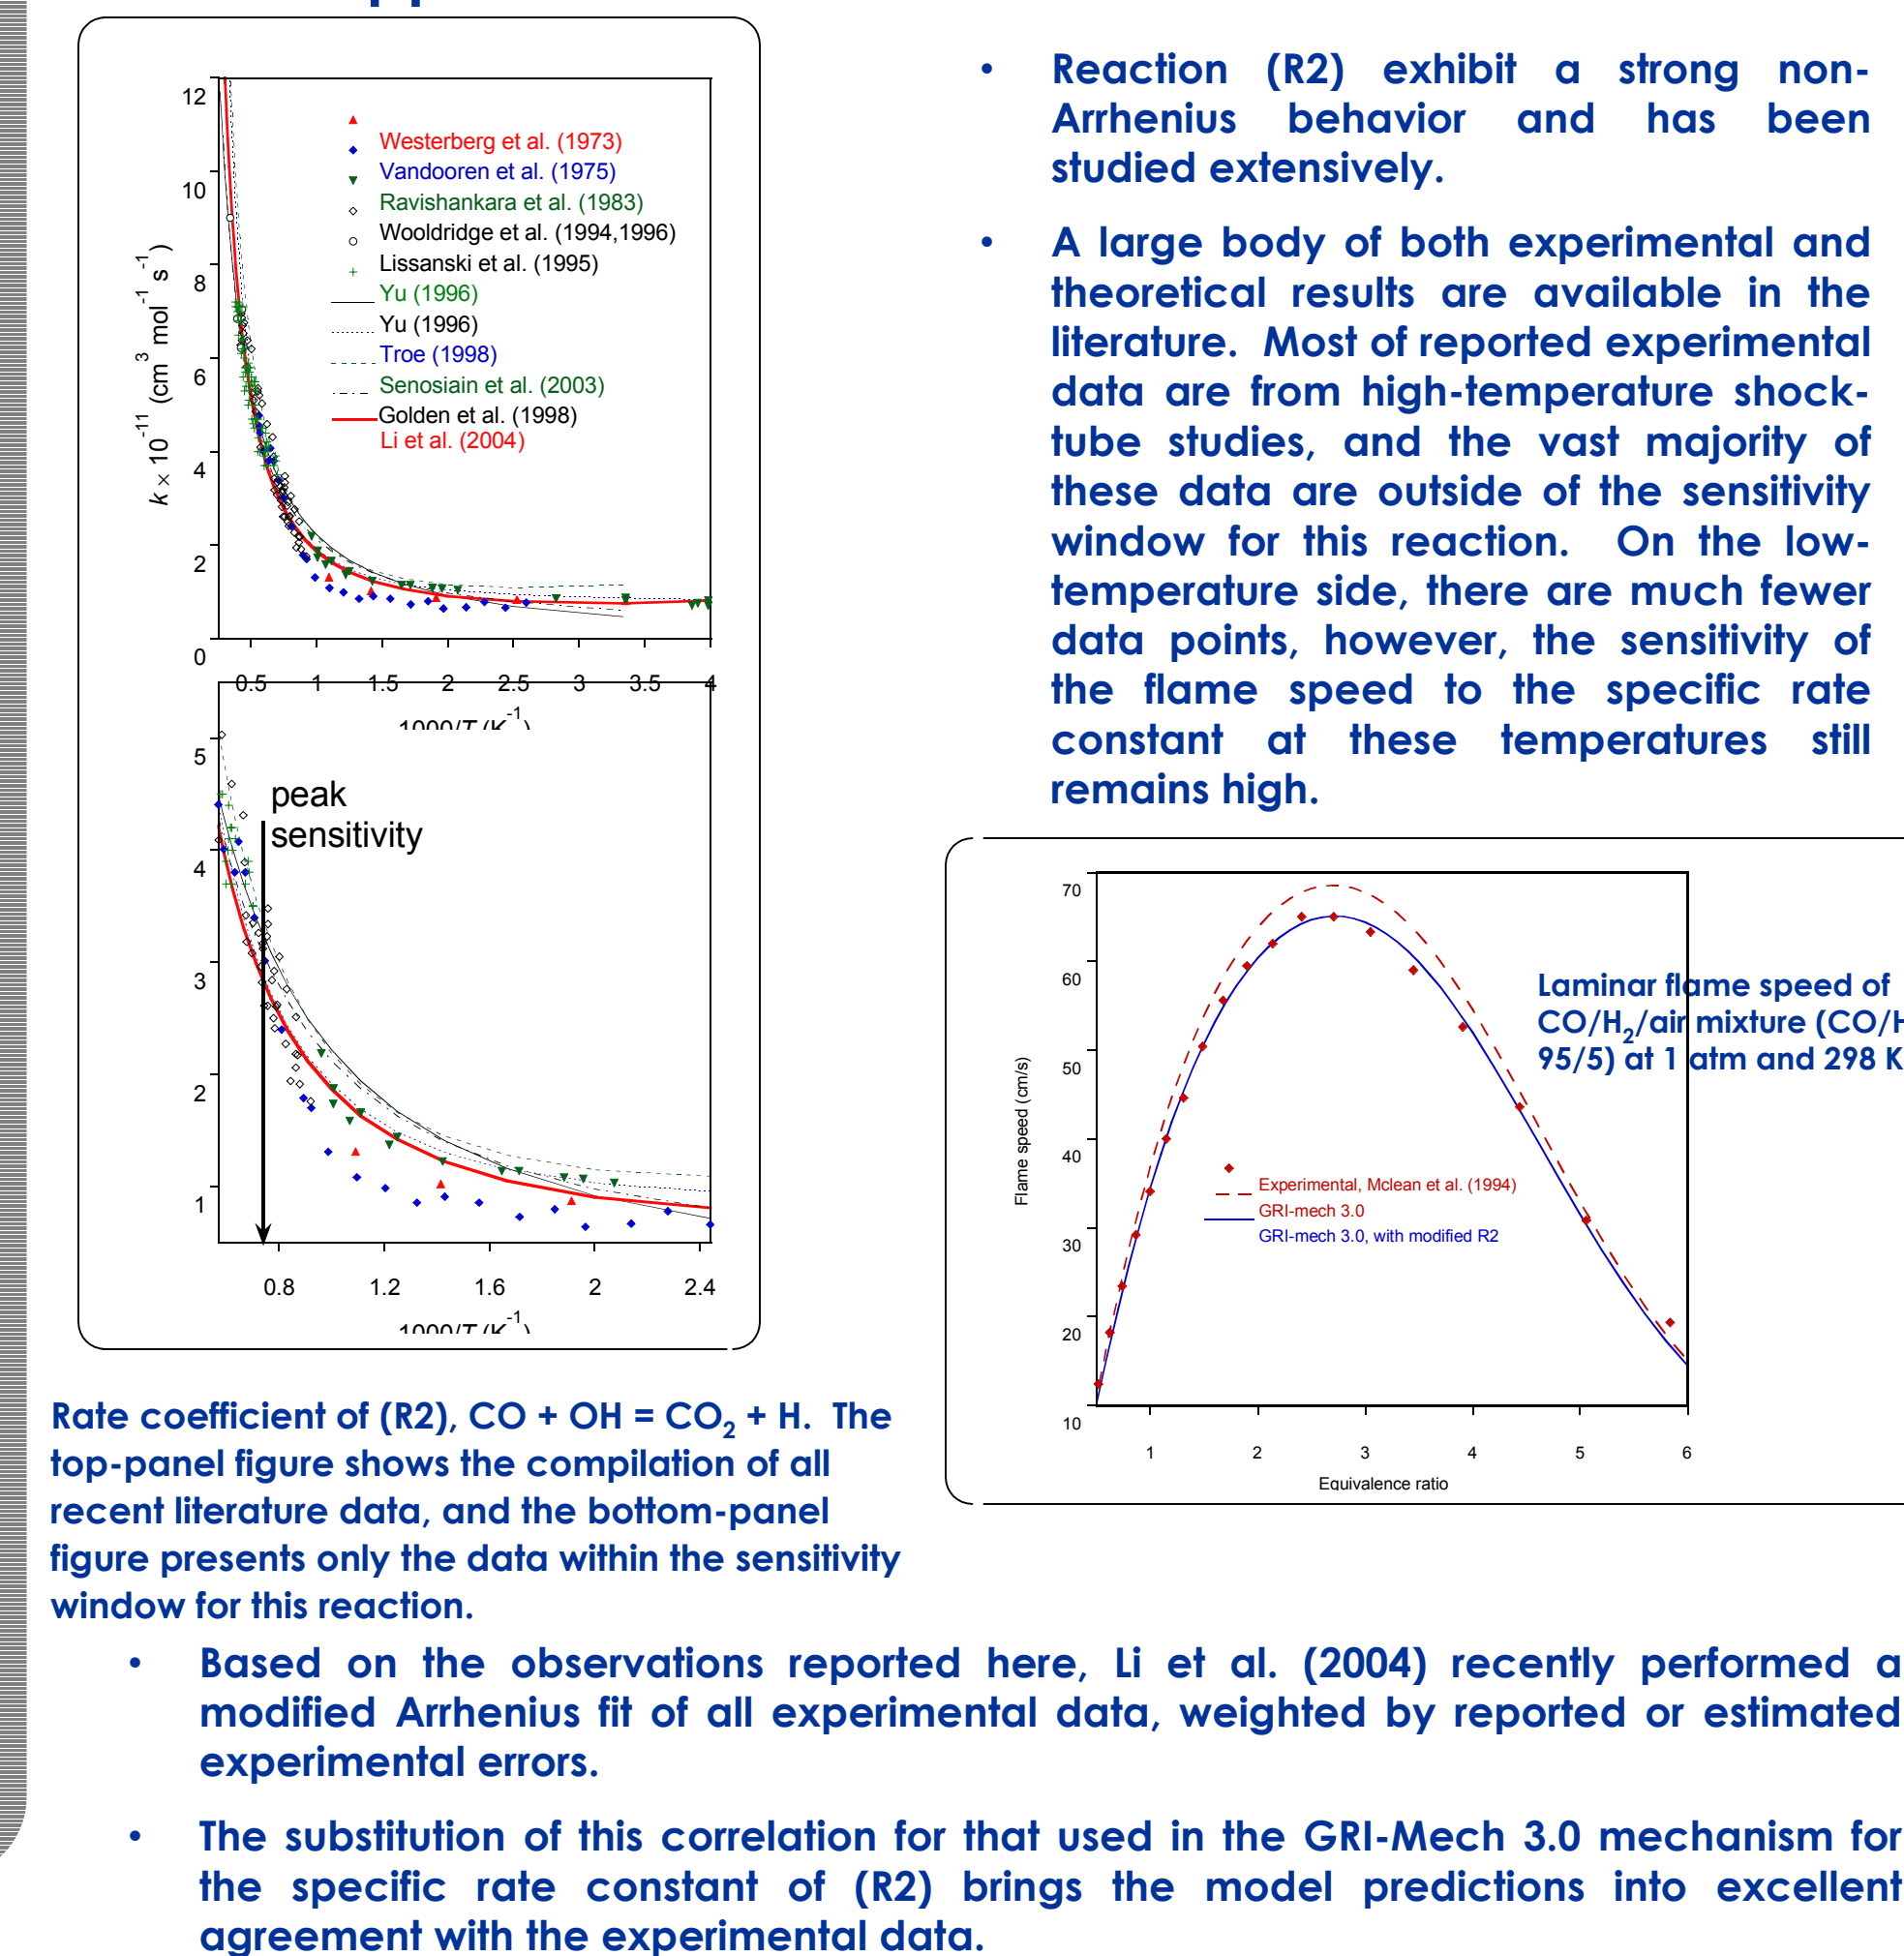 12
10
8
6
4
2
0
k × 10-11 (cm3 mol-1 s-1)
Westerberg et al. (1973)
Vandooren et al. (1975)
Ravishankara et al. (1983)
Wooldridge et al. (1994,1996)
Lissanski et al. (1995)
Yu (1996)
Yu (1996)
Troe (1998)
Senosiain et al. (2003)
Golden et al. (1998)
Li et al. (2004)
0.5 1 1.5 2 2.5 3 3.5 4
1000/T (K-1)
5
4
3
2
1
peak
sensitivity
0.8 1.2 1.6 2 2.4
1000/T (K-1)
Rate coefficient of (R2), CO + OH = CO2 + H. The
top-panel figure shows the compilation of all
recent literature data, and the bottom-panel
figure presents only the data within the sensitivity
window for this reaction.
• Reaction (R2) exhibit a strong non-
Arrhenius behavior and has been
studied extensively.
• A large body of both experimental and
theoretical results are available in the
literature. Most of reported experimental
data are from high-temperature shock-
tube studies, and the vast majority of
these data are outside of the sensitivity
window for this reaction. On the low-
temperature side, there are much fewer
data points, however, the sensitivity of
the flame speed to the specific rate
constant at these temperatures still
remains high.
70
60
50
40
30
20
10
Flame speed (cm/s)
Laminar flame speed of
CO/H2/air mixture (CO/H
95/5) at 1 atm and 298 K
Experimental, Mclean et al. (1994)
GRI-mech 3.0
GRI-mech 3.0, with modified R2
1 2 3 4 5 6
Equivalence ratio
• Based on the observations reported here, Li et al. (2004) recently performed a
modified Arrhenius fit of all experimental data, weighted by reported or estimated
experimental errors.
• The substitution of this correlation for that used in the GRI-Mech 3.0 mechanism for
the specific rate constant of (R2) brings the model predictions into excellent
agreement with the experimental data.